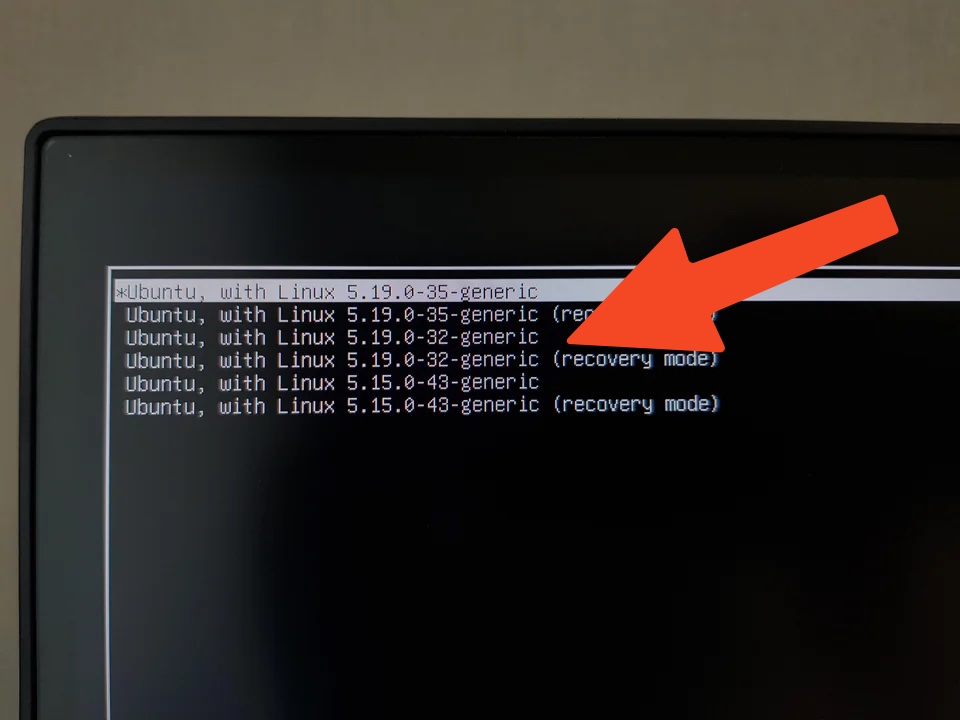 *Ubuntu, with Linux 5.19.0-35-generic
Ubuntu, with Linux 5.19.0-35-generic (rec
Ubuntu, with Linux 5.19.0-32-generic
Ubuntu, with Linux 5.19.0-32-generic (recovery mode)
Ubuntu, with Linux 5.15.0-43-generic
Ubuntu, with Linux 5.15.0-43-generic (recovery mode)